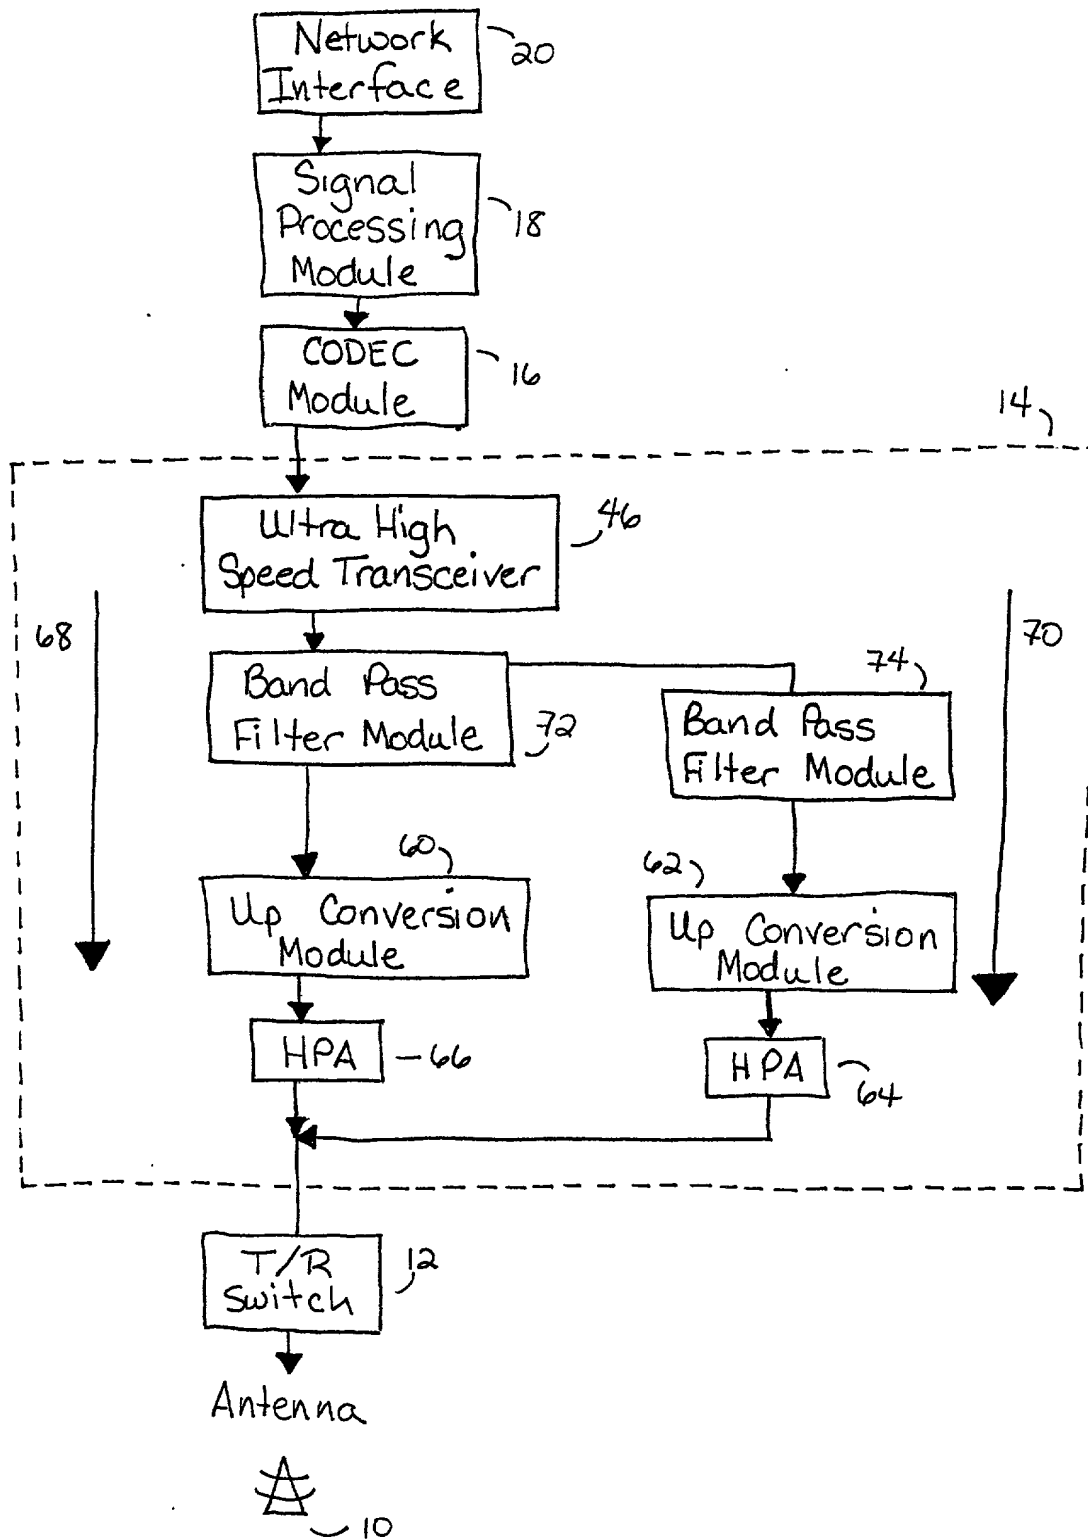 Network
Interface
20
Signal
Processing
Module
18
CODEC
Module
16
14
Ultra High
Speed Transceiver
46
68
70
Band Pass
Filter Module
72
74
Band Pass
Filter Module
60
Up Conversion
Module
62
Up Conversion
Module
HPA
66
HPA
64
T/R
Switch
12
Antenna
10